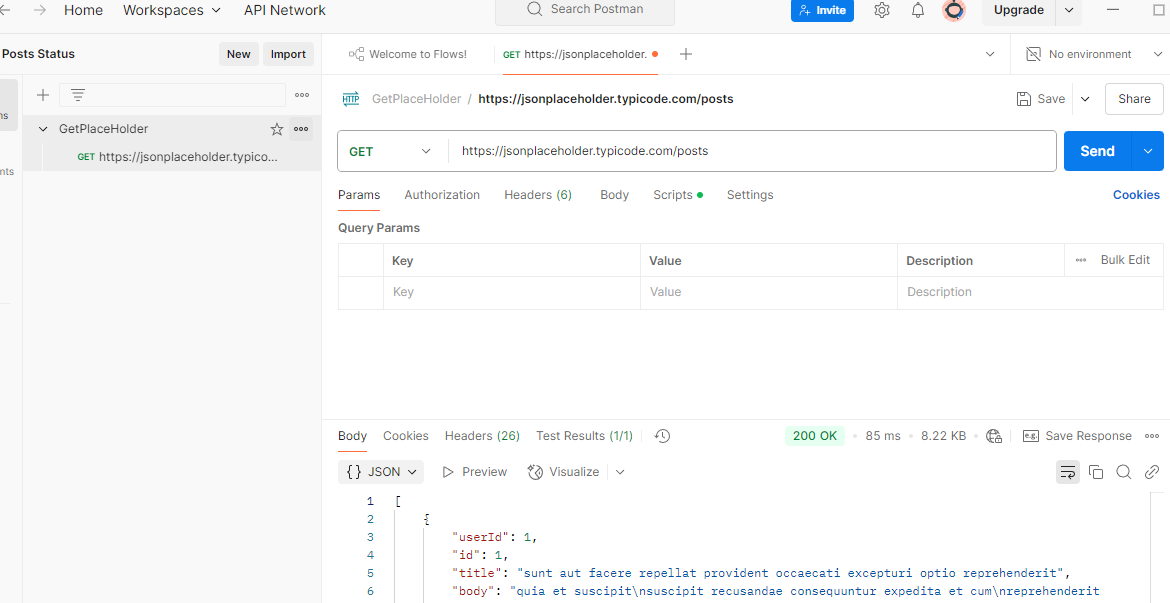 Home Workspaces API Network Search Postman Invite Upgrade
Posts Status New Import Welcome to Flows! GET https://jsonplaceholder. No environment
GetPlaceHolder / https://jsonplaceholder.typicode.com/posts Save Share
ns
GetPlaceHolder
GET https://jsonplaceholder.typico...
nts
GET https://jsonplaceholder.typicode.com/posts Send
Params Authorization Headers (6) Body Scripts Settings Cookies
Query Params
Key Value Description Bulk Edit
Key Value Description
Body Cookies Headers (26) Test Results (1/1) 200 OK 85 ms 8.22 KB e.g. Save Response
{} JSON Preview Visualize
1 [
2 {
3 "userId": 1,
4 "id": 1,
5 "title": "sunt aut facere repellat provident occaecati excepturi optio reprehenderit",
6 "body": "quia et suscipit\nsuscipit recusandae consequuntur expedita et cum\nreprehenderit